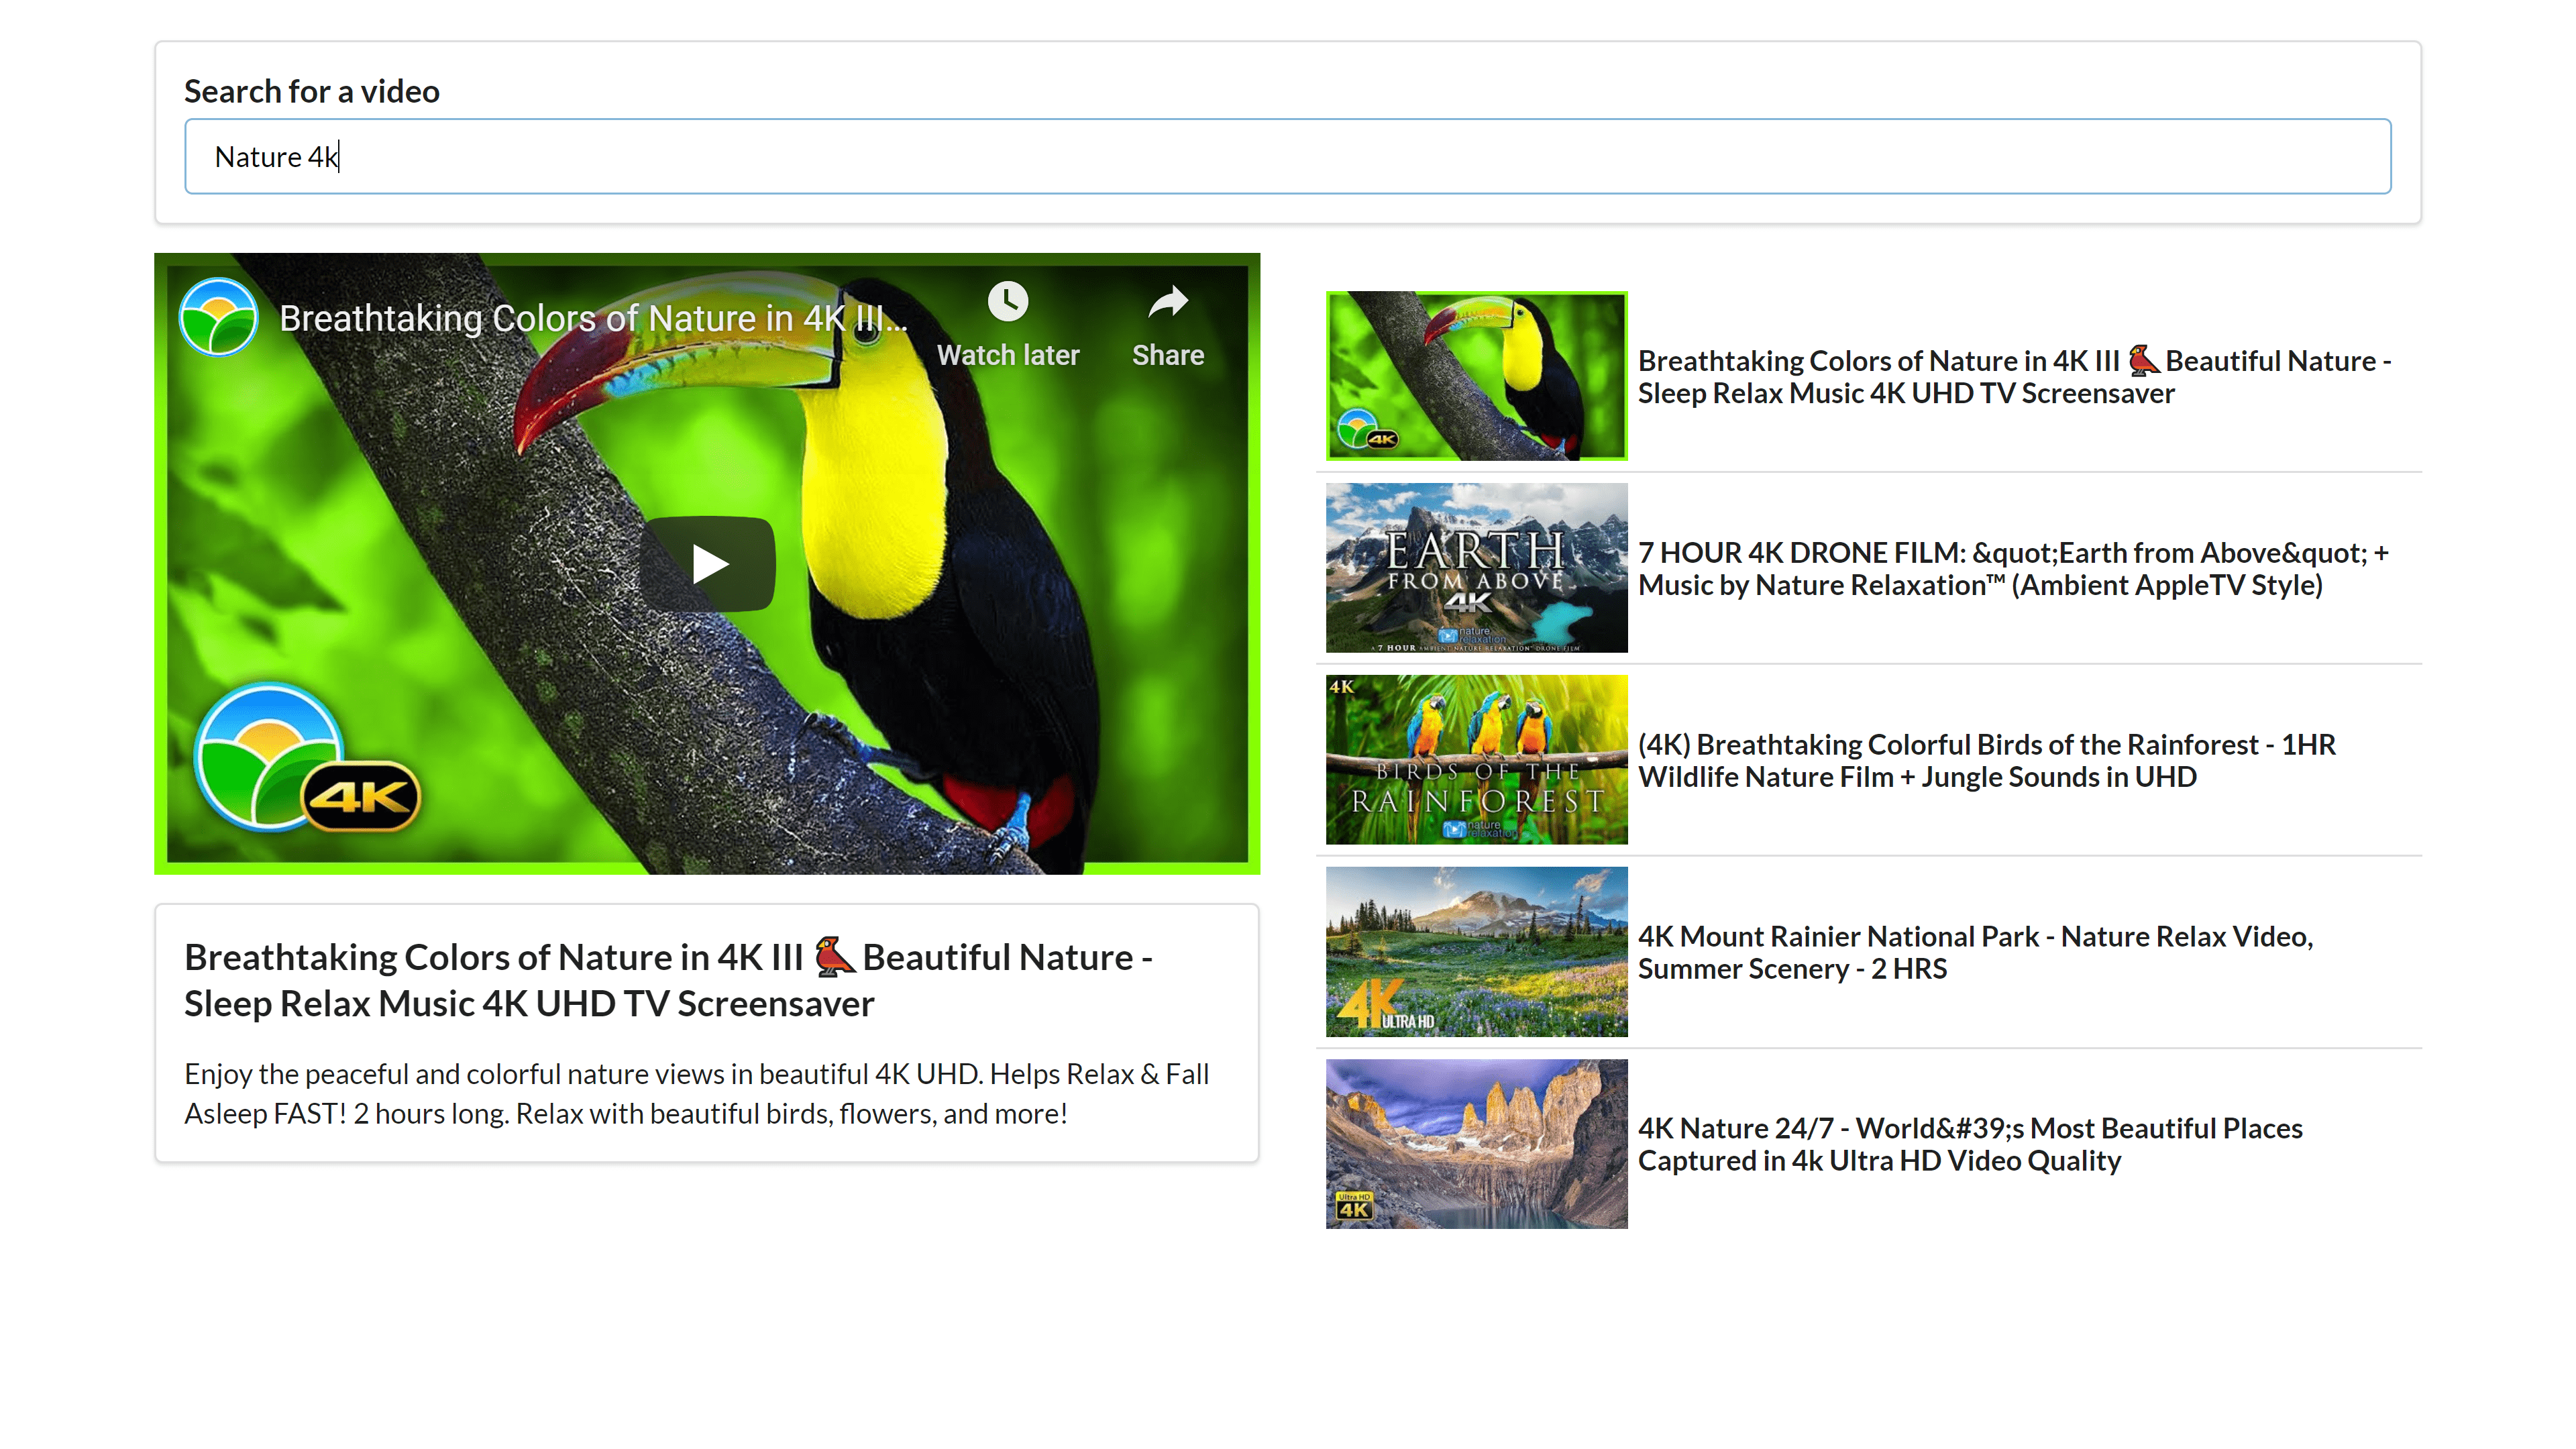 Search for a video
Nature 4k
Breathtaking Colors of Nature in 4K III...
Watch later
Share
4K
Breathtaking Colors of Nature in 4K III 🐦 Beautiful Nature -
Sleep Relax Music 4K UHD TV Screensaver
Enjoy the peaceful and colorful nature views in beautiful 4K UHD. Helps Relax & Fall
Asleep FAST! 2 hours long. Relax with beautiful birds, flowers, and more!
4K
Breathtaking Colors of Nature in 4K III 🐦 Beautiful Nature -
Sleep Relax Music 4K UHD TV Screensaver
EARTH
FROM ABOVE
4K
nature
relaxation
A 7 HOUR AMBIENT NATURE RELAXATION DRONE FILM
7 HOUR 4K DRONE FILM: &quot;Earth from Above&quot; +
Music by Nature Relaxation™ (Ambient AppleTV Style)
4K
BIRDS OF THE
RAINFOREST
nature
relaxation
(4K) Breathtaking Colorful Birds of the Rainforest - 1HR
Wildlife Nature Film + Jungle Sounds in UHD
4K
ULTRA HD
4K Mount Rainier National Park - Nature Relax Video,
Summer Scenery - 2 HRS
Ultra HD
4K
4K Nature 24/7 - World&#39;s Most Beautiful Places
Captured in 4k Ultra HD Video Quality